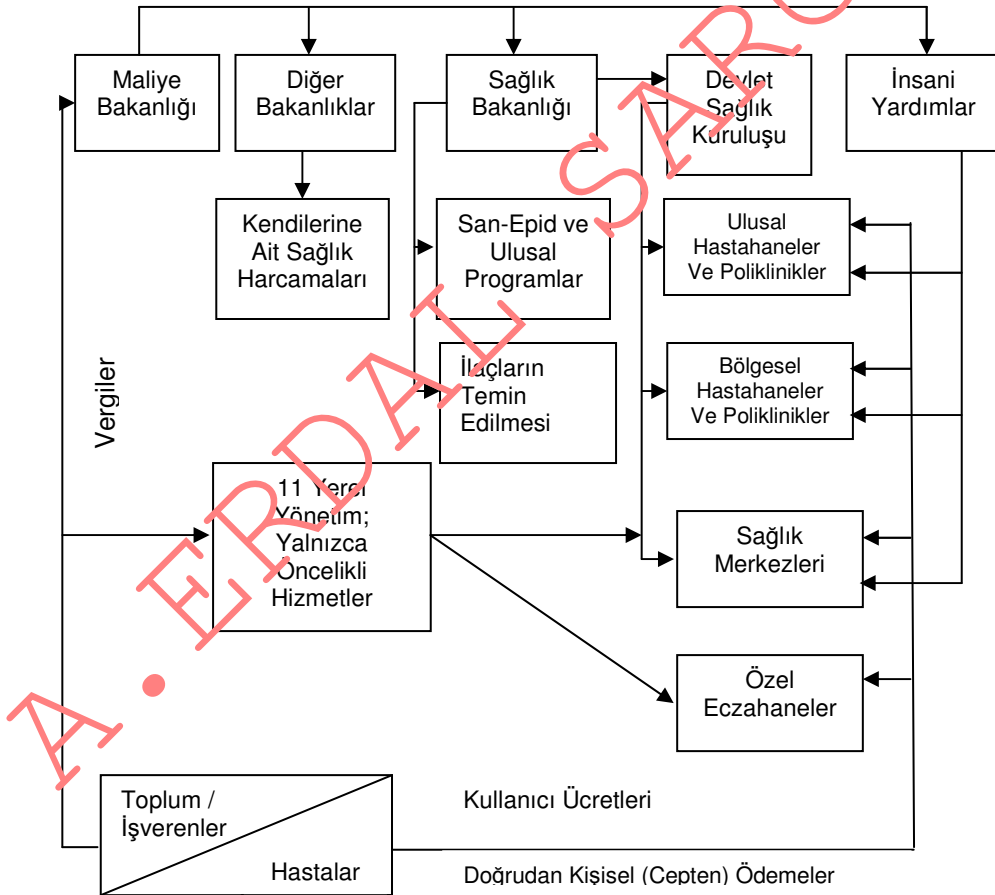 Maliye
Bakanlığı
Diğer
Bakanlıklar
Sağlık
Bakanlığı
Devlet
Sağlık
Kuruluşu
İnsani
Yardımlar
Kendilerine
Ait Sağlık
Harcamaları
San-Epid ve
Ulusal
Programlar
Ulusal
Hastahaneler
Ve Poliklinikler
İlaçların
Temin
Edilmesi
Bölgesel
Hastahaneler
Ve Poliklinikler
Vergiler
11 Yerel
Yönetim;
Yalnızca
Öncelikli
Hizmetler
Sağlık
Merkezleri
Özel
Eczahaneler
Toplum /
İşverenler
Hastalar
Kullanıcı Ücretleri
Doğrudan Kişisel (Cepten) Ödemeler
A. ERDAL